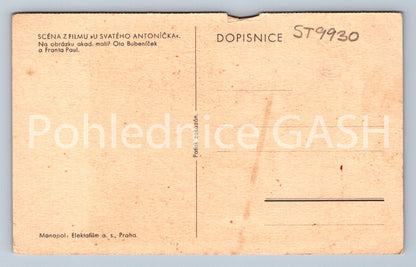 SCÉNA Z FILMU »U SVATÉHO ANTONÍČKA«.
Na obrázku akad. malíř Oto Bubeníček
a Franta Paul.
DOPISNICE
ST9930
Pohlednice GASH
Monopol: Elektafilm a. s., Praha.